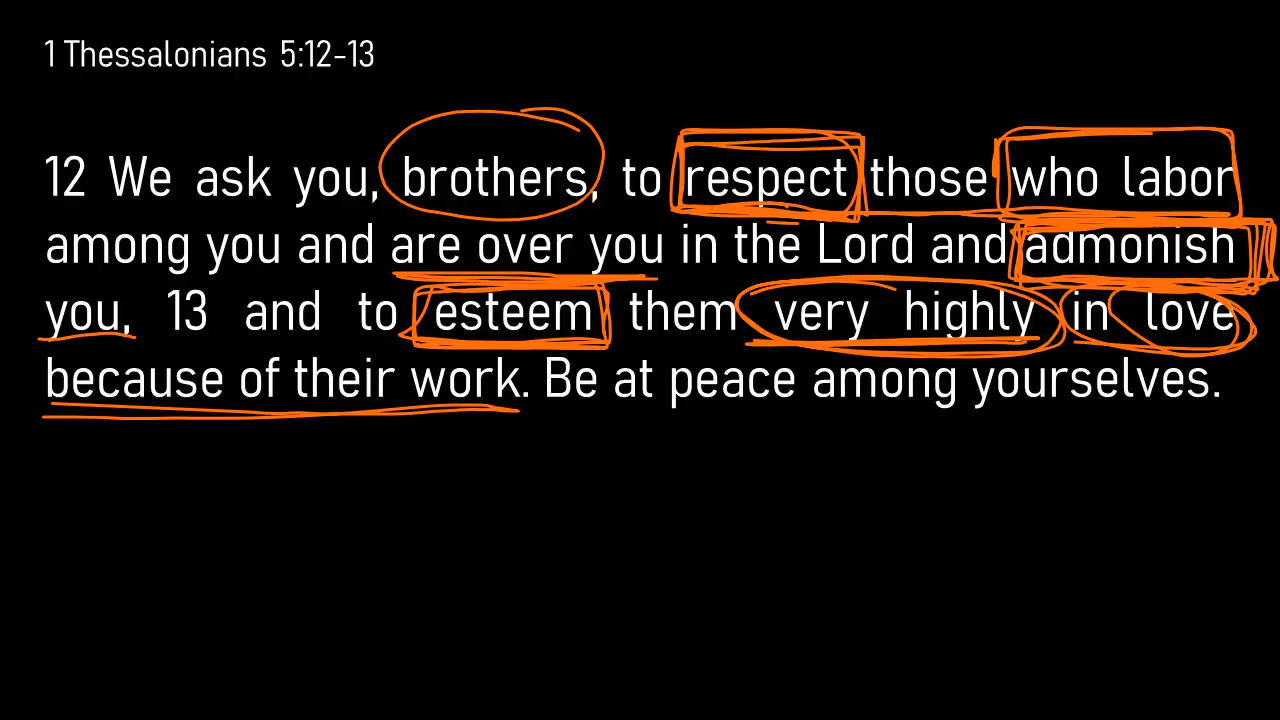 1 Thessalonians 5:12-13
12 We ask you, brothers, to respect those who labor
among you and are over you in the Lord and admonish
you, 13 and to esteem them very highly in love
because of their work. Be at peace among yourselves.